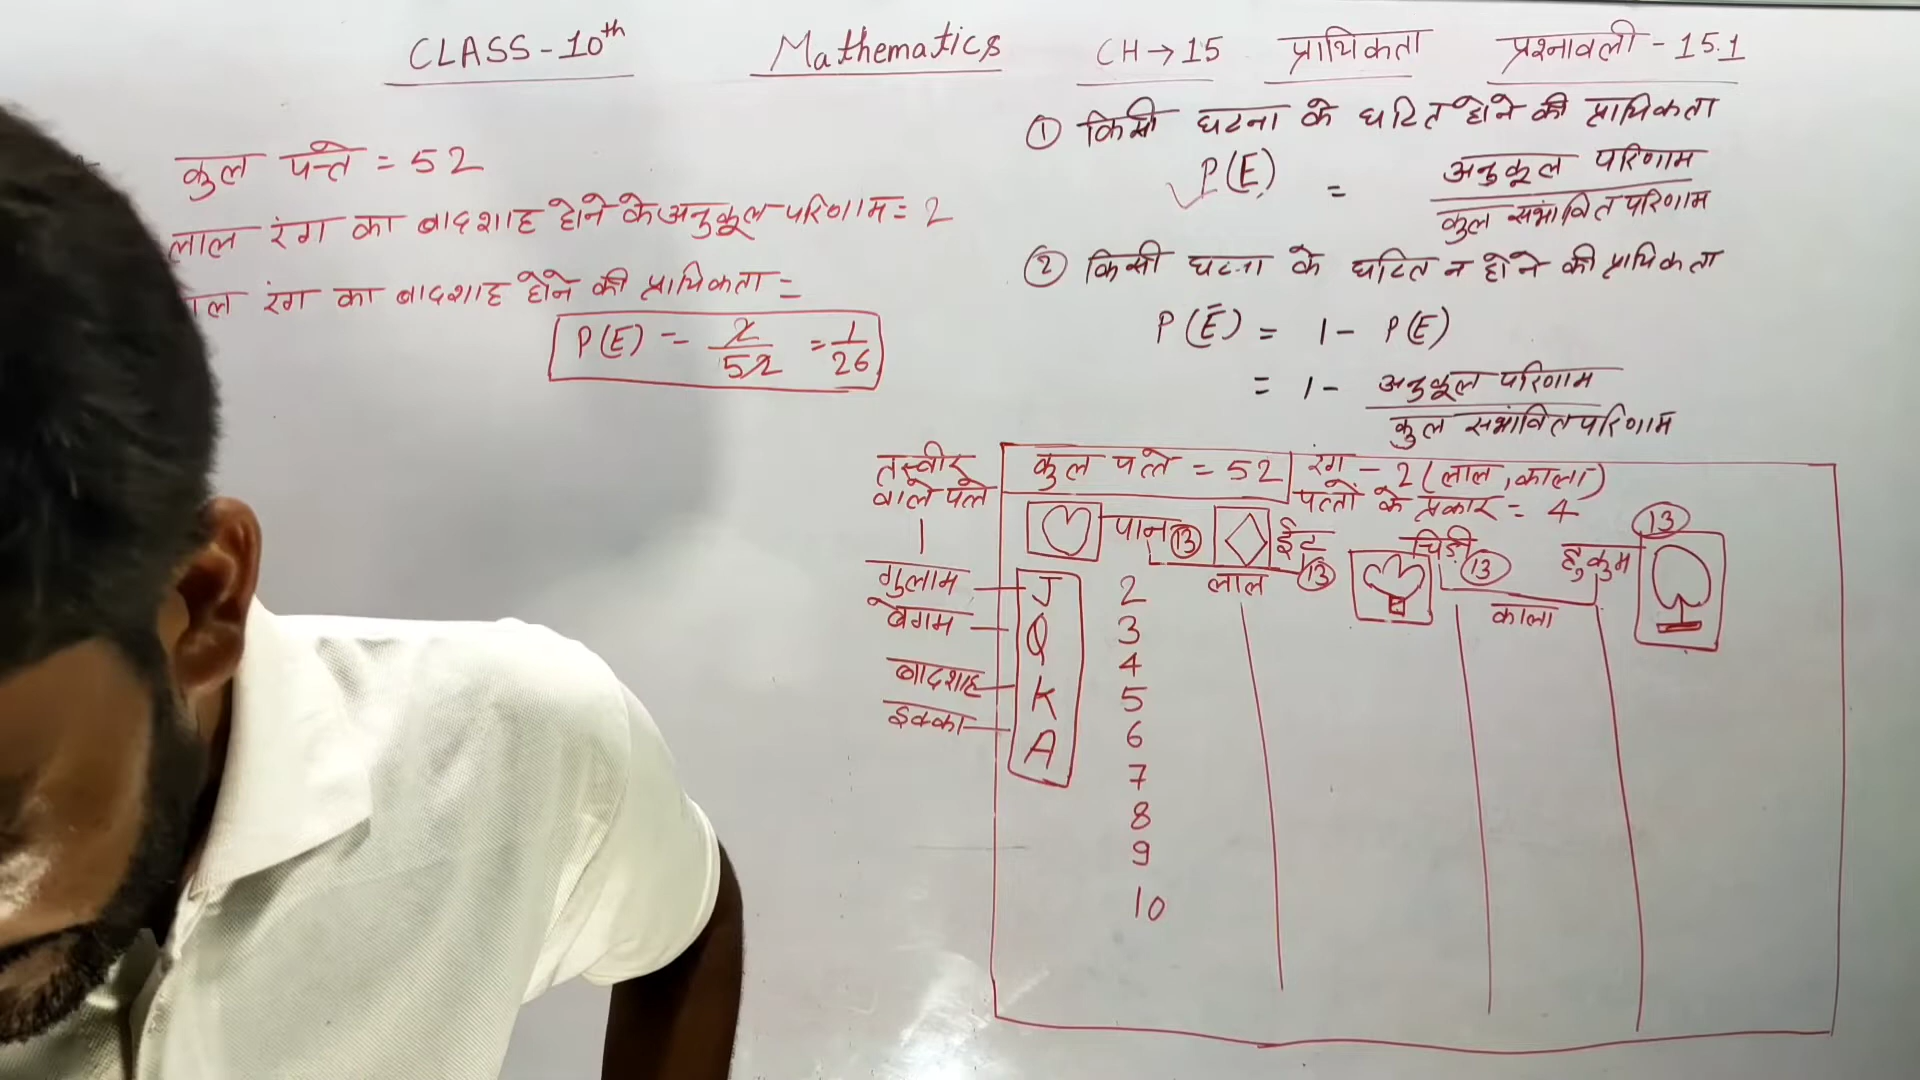 CLASS-10th Mathematics CH→15 प्रायिकता प्रश्नावली-15.1
कुल पत्ते = 52
लाल रंग का बादशाह होने के अनुकूल परिणाम = 2
ाल रंग का बादशाह होने की प्रायिकता =
P(E) = 2/52 = 1/26
① किसी घटना के घटित होने की प्रायिकता
P(E) = अनुकूल परिणाम
कुल सभांवित परिणाम
② किसी घटना के घटित न होने की प्रायिकता
P(Ē) = 1 - P(E)
= 1 - अनुकूल परिणाम
कुल सभांवित परिणाम
तस्वीर
वाले पत्ते
कुल पत्ते = 52
रंग - 2 (लाल, काला)
पत्तों के प्रकार = 4
पान 13 ईंट 13 चिड़ी 13 हुकुम 13
लाल काला
गुलाम J 2
बेगम Q 3
4
बादशाह K 5
इक्का A 6
7
8
9
10